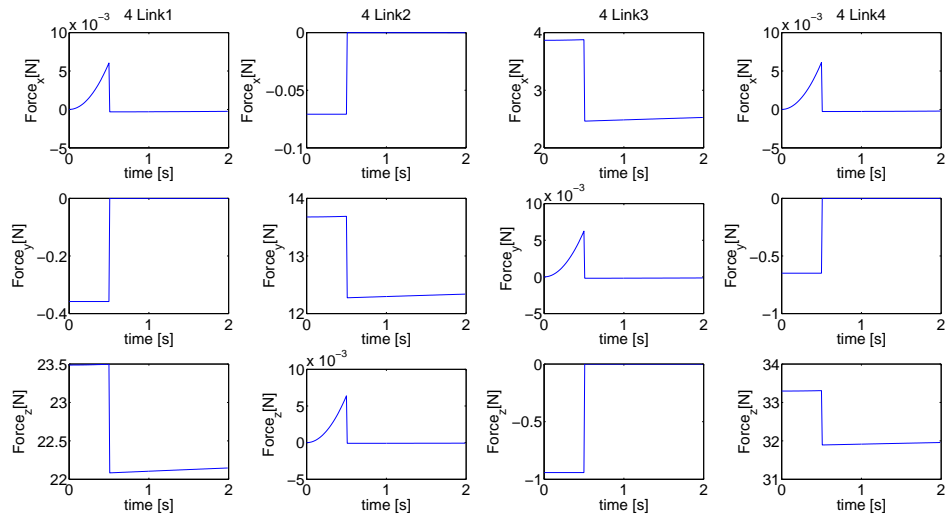 4 Link1
x 10^−3
10
5
0
−5
Force_x[N]
0 1 2
time [s]
4 Link2
0
−0.05
−0.1
Force_x[N]
0 1 2
time [s]
4 Link3
4
3
2
Force_x[N]
0 1 2
time [s]
4 Link4
x 10^−3
10
5
0
−5
Force_x[N]
0 1 2
time [s]
0
−0.2
−0.4
Force_y[N]
0 1 2
time [s]
14
13
12
Force_y[N]
0 1 2
time [s]
x 10^−3
10
5
0
−5
Force_y[N]
0 1 2
time [s]
0
−0.5
−1
Force_y[N]
0 1 2
time [s]
23.5
23
22.5
22
Force_z[N]
0 1 2
time [s]
x 10^−3
10
5
0
−5
Force_z[N]
0 1 2
time [s]
0
−0.5
−1
Force_z[N]
0 1 2
time [s]
34
33
32
31
Force_z[N]
0 1 2
time [s]